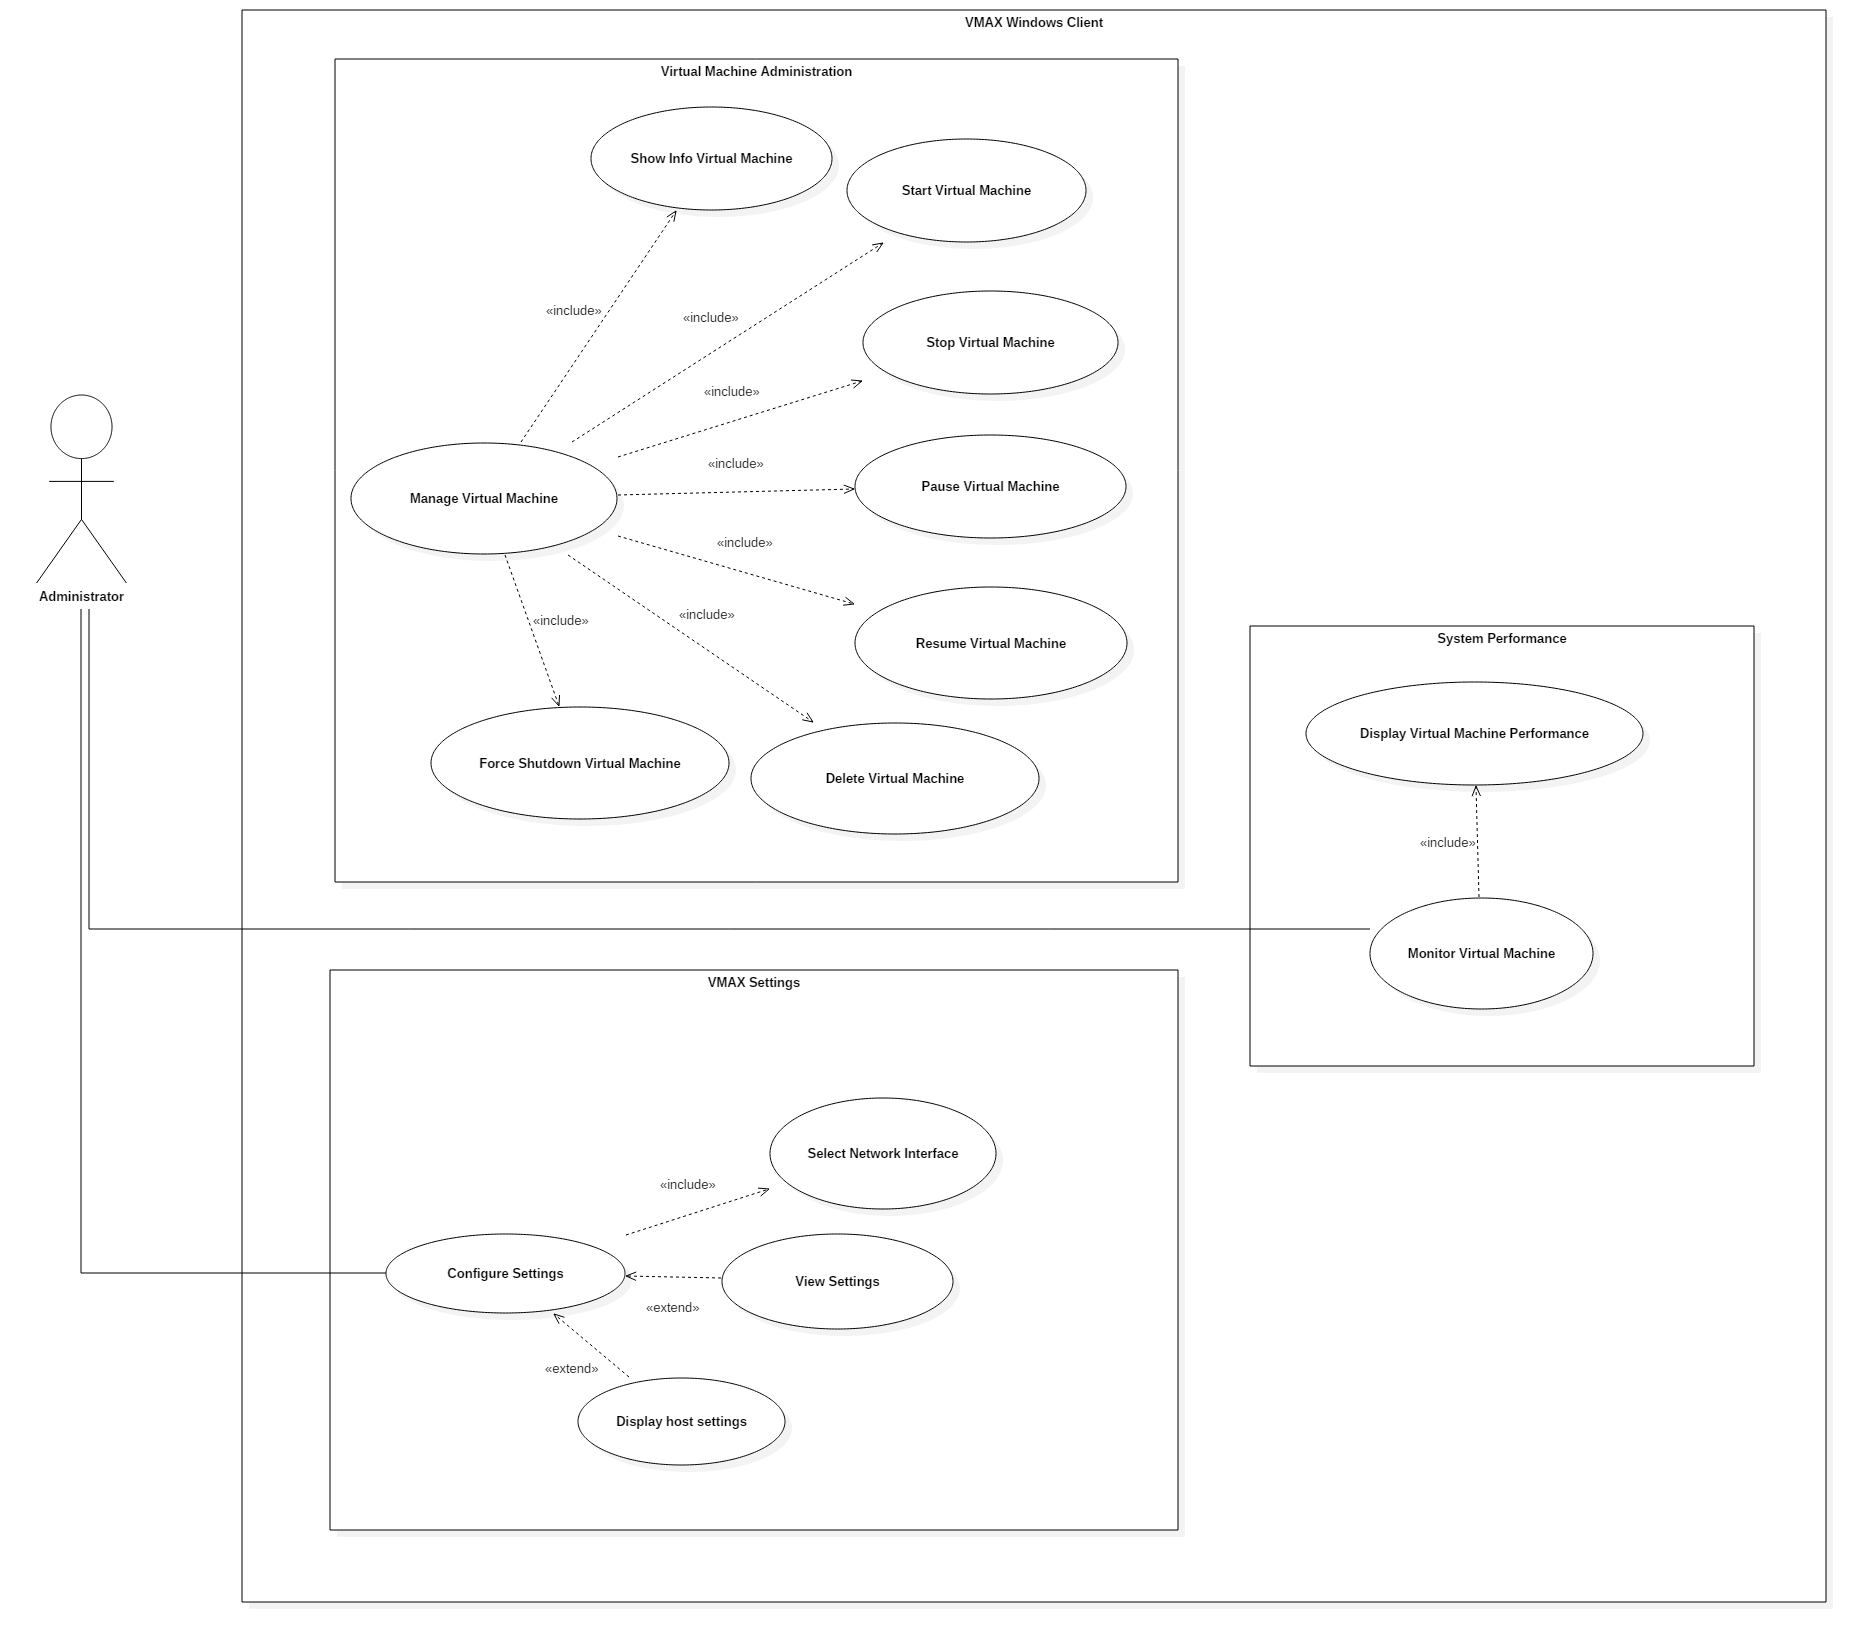 VMAX Windows Client
Virtual Machine Administration
Show Info Virtual Machine
Start Virtual Machine
«include»
«include»
Stop Virtual Machine
«include»
«include»
Pause Virtual Machine
Manage Virtual Machine
«include»
Administrator
«include»
«include»
Resume Virtual Machine
Force Shutdown Virtual Machine
Delete Virtual Machine
System Performance
Display Virtual Machine Performance
«include»
Monitor Virtual Machine
VMAX Settings
Select Network Interface
«include»
Configure Settings
View Settings
«extend»
«extend»
Display host settings